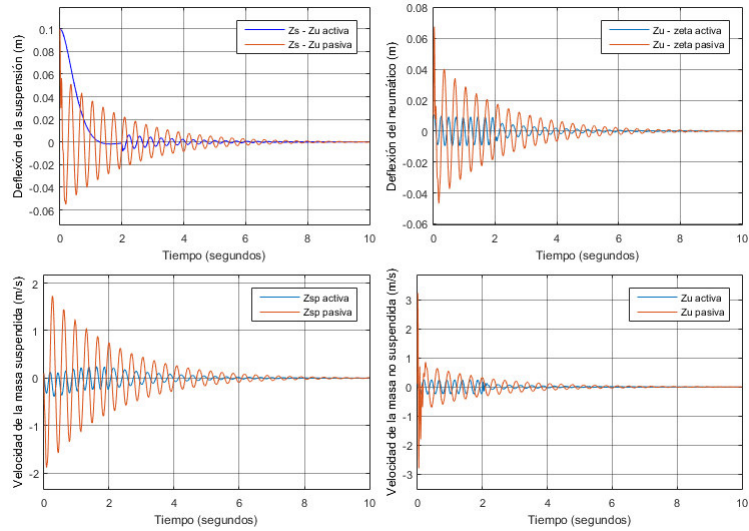 Deflexón de la suspensión (m)
0.1
0.08
0.06
0.04
0.02
0
-0.02
-0.04
-0.06
Zs - Zu activa
Zs - Zu pasiva
0 2 4 6 8 10
Tiempo (segundos)
Deflexión del neumático (m)
0.08
0.06
0.04
0.02
0
-0.02
-0.04
-0.06
Zu - zeta activa
Zu - zeta pasiva
0 2 4 6 8 10
Tiempo (segundos)
Velocidad de la masa suspendida (m/s)
2
1
0
-1
-2
Zsp activa
Zsp pasiva
0 2 4 6 8 10
Tiempo (segundos)
Velocidad de la masa no suspendida (m/s)
3
2
1
0
-1
-2
-3
Zu activa
Zu pasiva
0 2 4 6 8 10
Tiempo (segundos)